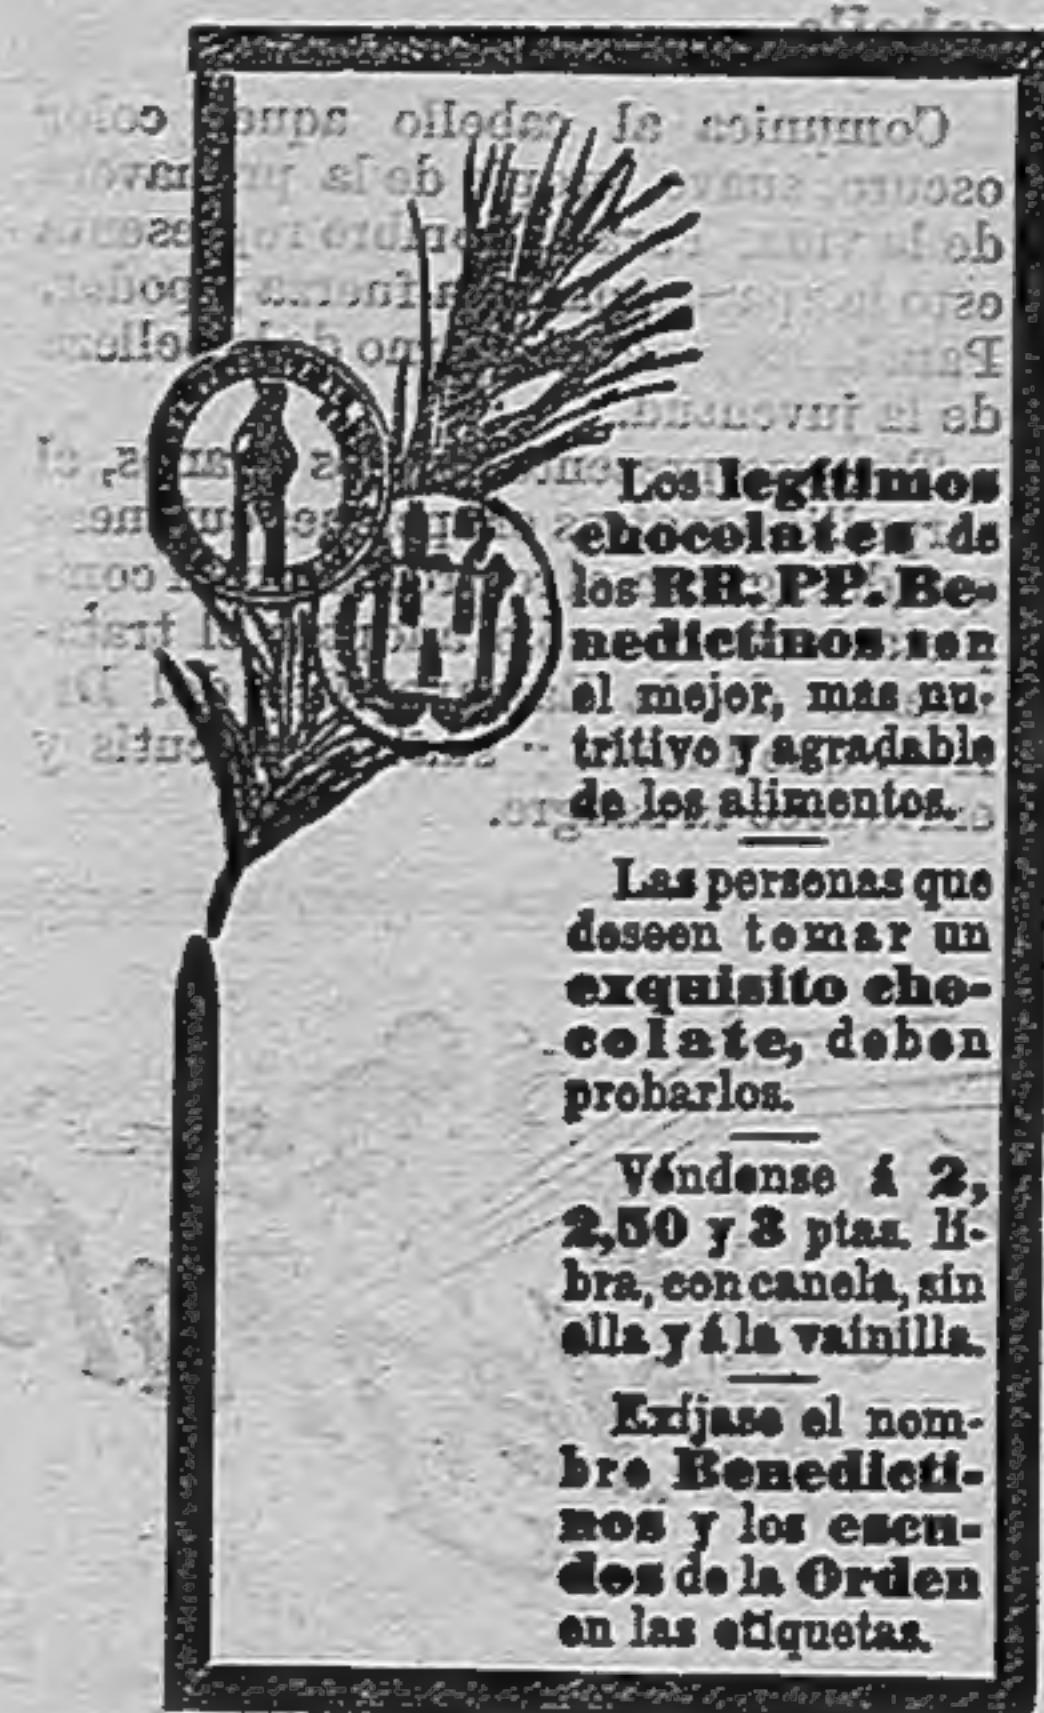 Los legítimos
chocolates de
los RR. PP. Be-
nedictinos son
el mejor, mas nu-
tritivo y agradable
de los alimentos.
Las personas que
deseen tomar un
exquisito cho-
colate, deben
probarlos.
Véndense á 2,
2,50 y 3 ptas. li-
bra, con canela, sin
ella y á la vainilla.
Exíjase el nom-
bre Benedicti-
nos y los escu-
dos de la Orden
en las etiquetas.